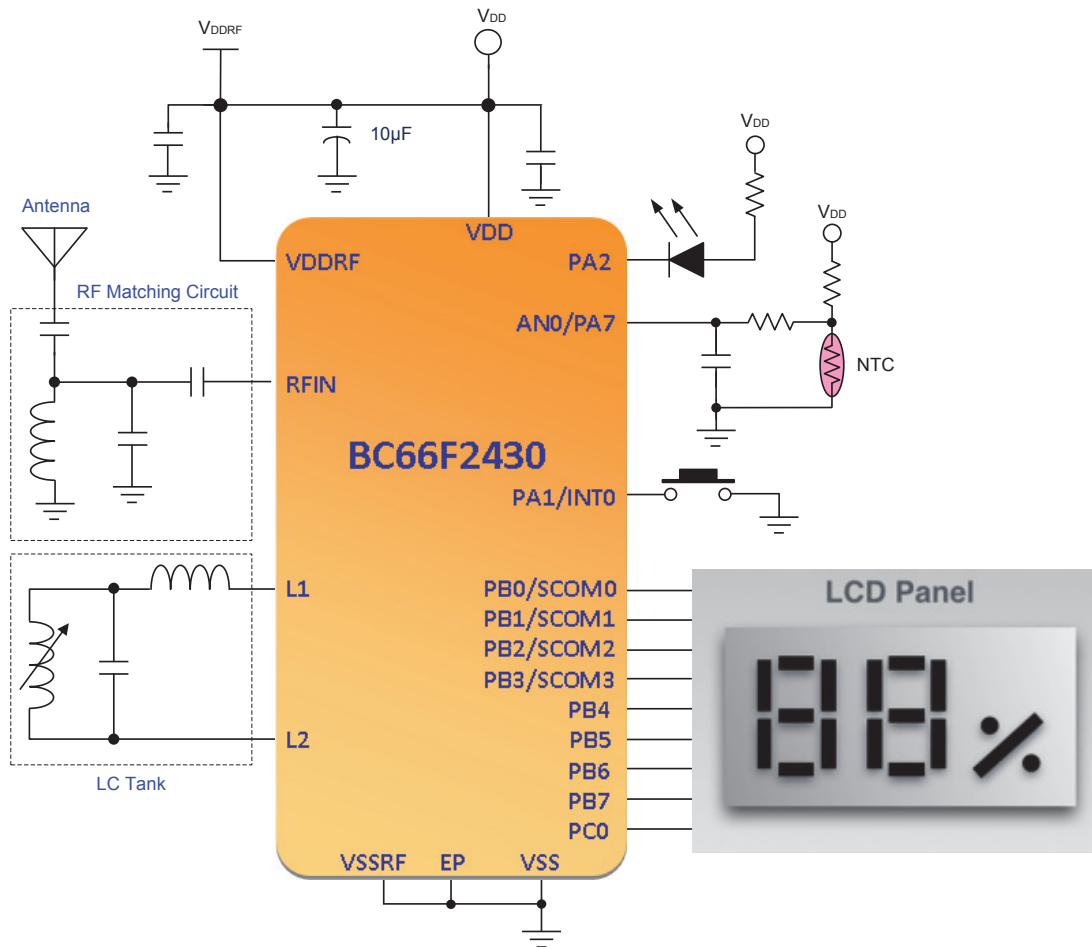 VDDRF
VDD
10µF
VDD
VDD
Antenna
VDD
VDDRF
PA2
RF Matching Circuit
AN0/PA7
NTC
RFIN
BC66F2430
PA1/INT0
L1
PB0/SCOM0
LCD Panel
PB1/SCOM1
PB2/SCOM2
PB3/SCOM3
PB4
88%
L2
PB5
PB6
LC Tank
PB7
PC0
VSSRF
EP
VSS